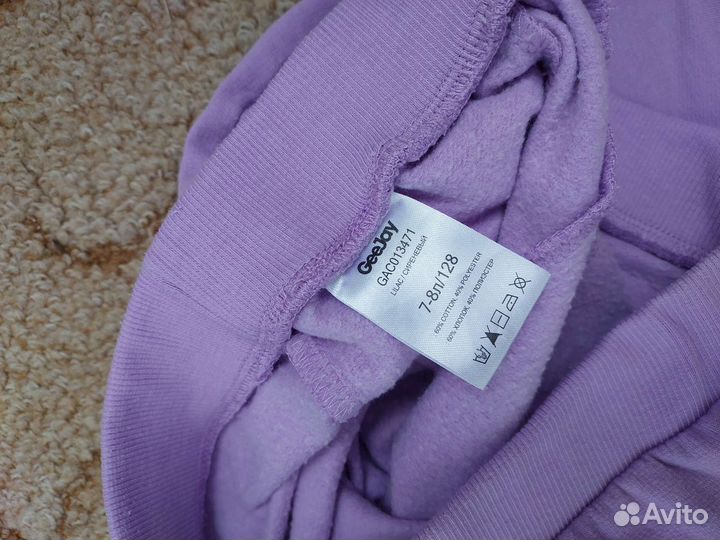 GeeJay
GAC013471
LILAC / СИРЕНЕВЫЙ
7-8л/128
60% COTTON, 40% POLYESTER
60% ХЛОПОК, 40% ПОЛИЭСТЕР
Avito